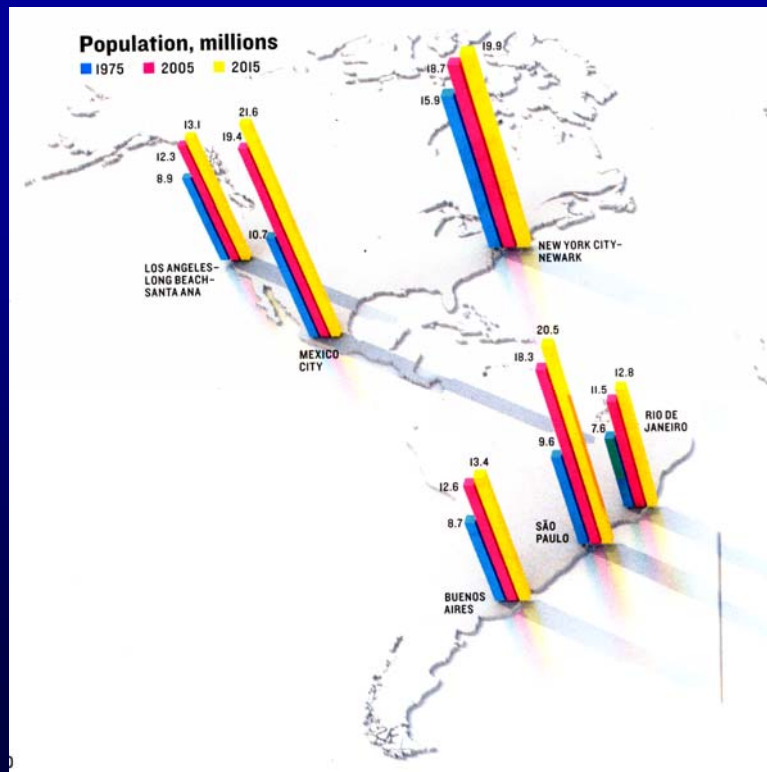 Population, millions
1975 2005 2015
19.9
18.7
15.9
13.1
12.3
8.9
21.6
19.4
10.7
NEW YORK CITY–
NEWARK
LOS ANGELES–
LONG BEACH–
SANTA ANA
MEXICO
CITY
20.5
18.3
9.6
12.8
11.5
7.6
RIO DE
JANEIRO
13.4
12.6
8.7
SÃO
PAULO
BUENOS
AIRES